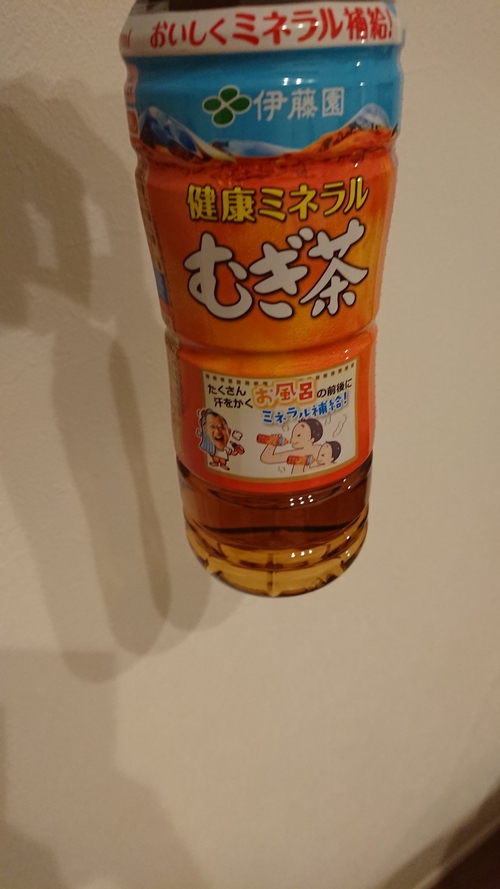 おいしくミネラル補給!
伊藤園
健康ミネラル
むぎ茶
たくさん
汗をかく
お風呂の前後に
ミネラル補給!